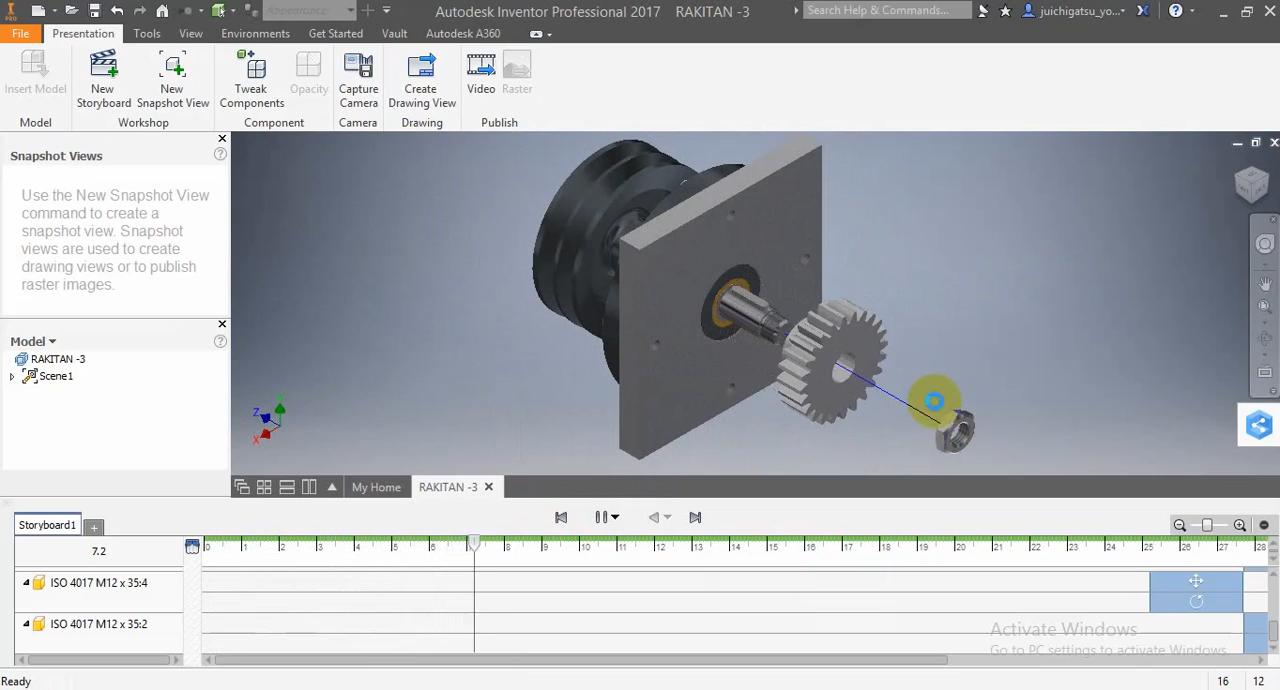 PRO
Appearance
Autodesk Inventor Professional 2017 RAKITAN -3
Search Help & Commands...
juichigatsu_yo...
File Presentation Tools View Environments Get Started Vault Autodesk A360
Insert Model
New Storyboard
New Snapshot View
Tweak Components
Opacity
Capture Camera
Create Drawing View
Video
Raster
Model Workshop Component Camera Drawing Publish
Snapshot Views
Use the New Snapshot View
command to create a
snapshot view. Snapshot
views are used to create
drawing views or to publish
raster images.
Model
RAKITAN -3
Scene1
Z
Y
X
My Home RAKITAN -3
Storyboard1
7.2
0 1 2 3 4 5 6 8 9 10 11 12 13 14 15 16 17 18 19 20 21 22 23 24 25 26 27 28
ISO 4017 M12 x 35:4
ISO 4017 M12 x 35:2
Activate Windows
Go to PC settings to activate Windows.
Ready
16 12